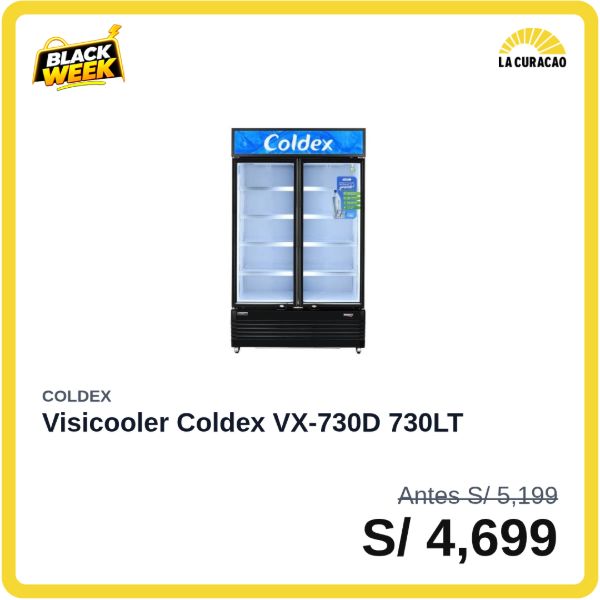 BLACK
WEEK
LA CURACAO
Coldex
COLDEX
Visicooler Coldex VX-730D 730LT
Antes S/ 5,199
S/ 4,699